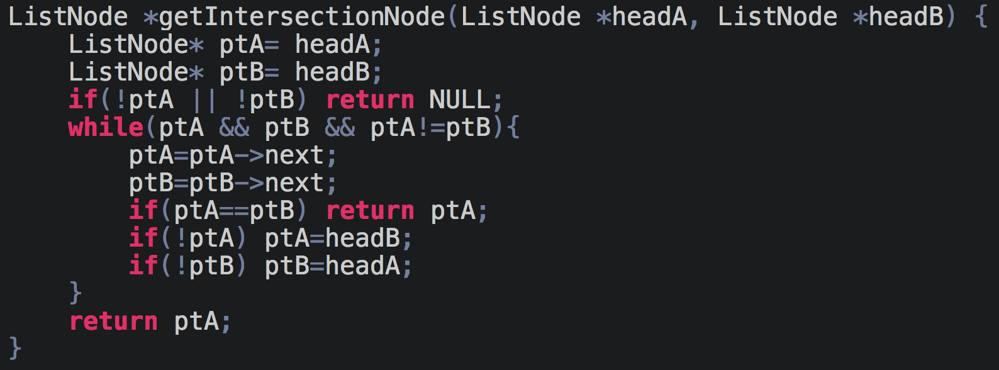 ListNode *getIntersectionNode(ListNode *headA, ListNode *headB) {
    ListNode* ptA= headA;
    ListNode* ptB= headB;
    if(!ptA || !ptB) return NULL;
    while(ptA && ptB && ptA!=ptB){
        ptA=ptA->next;
        ptB=ptB->next;
        if(ptA==ptB) return ptA;
        if(!ptA) ptA=headB;
        if(!ptB) ptB=headA;
    }
    return ptA;
}